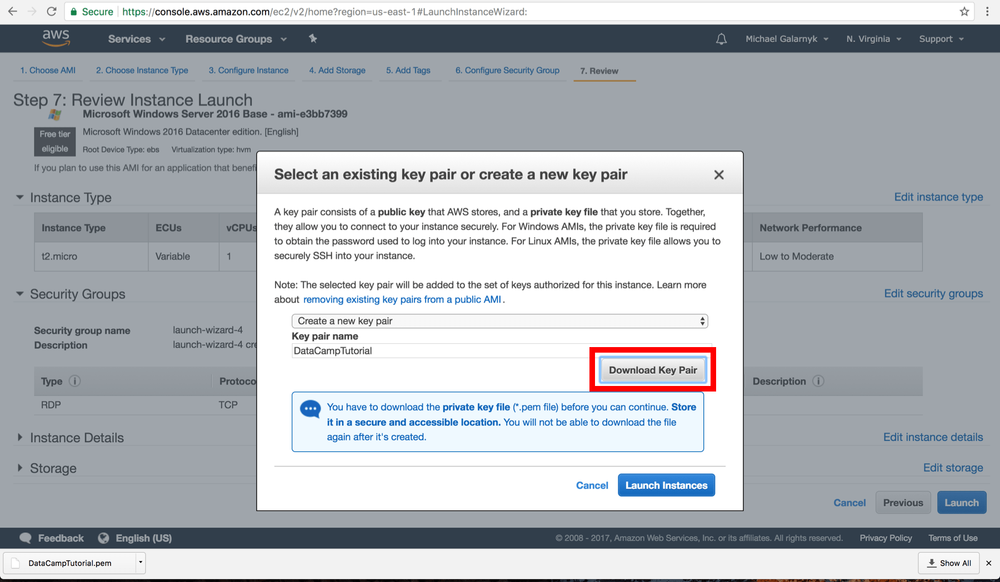 Secure https://console.aws.amazon.com/ec2/v2/home?region=us-east-1#LaunchInstanceWizard:
aws Services Resource Groups Michael Galarnyk N. Virginia Support
1. Choose AMI 2. Choose Instance Type 3. Configure Instance 4. Add Storage 5. Add Tags 6. Configure Security Group 7. Review
Step 7: Review Instance Launch
Microsoft Windows Server 2016 Base - ami-e3bb7399
Free tier eligible
Microsoft Windows 2016 Datacenter edition. [English]
Root Device Type: ebs Virtualization type: hvm
If you plan to use this AMI for an application that benefi
Instance Type Edit instance type
Instance Type ECUs vCPUs Network Performance
t2.micro Variable 1 Low to Moderate
Security Groups Edit security groups
Security group name launch-wizard-4
Description launch-wizard-4 cre
Type Protoco Description
RDP TCP
Instance Details Edit instance details
Storage Edit storage
Cancel Previous Launch
Select an existing key pair or create a new key pair
A key pair consists of a public key that AWS stores, and a private key file that you store. Together,
they allow you to connect to your instance securely. For Windows AMIs, the private key file is required
to obtain the password used to log into your instance. For Linux AMIs, the private key file allows you to
securely SSH into your instance.
Note: The selected key pair will be added to the set of keys authorized for this instance. Learn more
about removing existing key pairs from a public AMI .
Create a new key pair
Key pair name
DataCampTutorial
Download Key Pair
You have to download the private key file (*.pem file) before you can continue. Store
it in a secure and accessible location. You will not be able to download the file
again after it's created.
Cancel Launch Instances
Feedback English (US) © 2008 - 2017, Amazon Web Services, Inc. or its affiliates. All rights reserved. Privacy Policy Terms of Use
DataCampTutorial.pem Show All